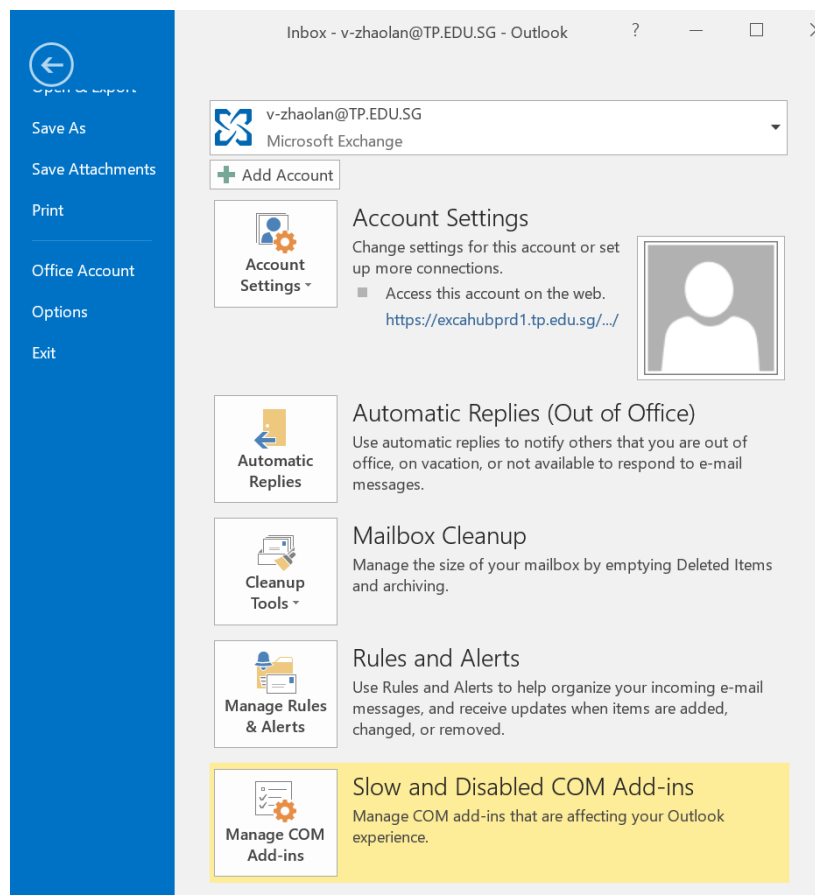 Inbox - v-zhaolan@TP.EDU.SG - Outlook
?
Open & Export
Save As
Save Attachments
Print
Office Account
Options
Exit
v-zhaolan@TP.EDU.SG
Microsoft Exchange
Add Account
Account
Settings
Account Settings
Change settings for this account or set
up more connections.
Access this account on the web.
https://excahubprd1.tp.edu.sg/.../
Automatic
Replies
Automatic Replies (Out of Office)
Use automatic replies to notify others that you are out of
office, on vacation, or not available to respond to e-mail
messages.
Cleanup
Tools
Mailbox Cleanup
Manage the size of your mailbox by emptying Deleted Items
and archiving.
Manage Rules
& Alerts
Rules and Alerts
Use Rules and Alerts to help organize your incoming e-mail
messages, and receive updates when items are added,
changed, or removed.
Manage COM
Add-ins
Slow and Disabled COM Add-ins
Manage COM add-ins that are affecting your Outlook
experience.